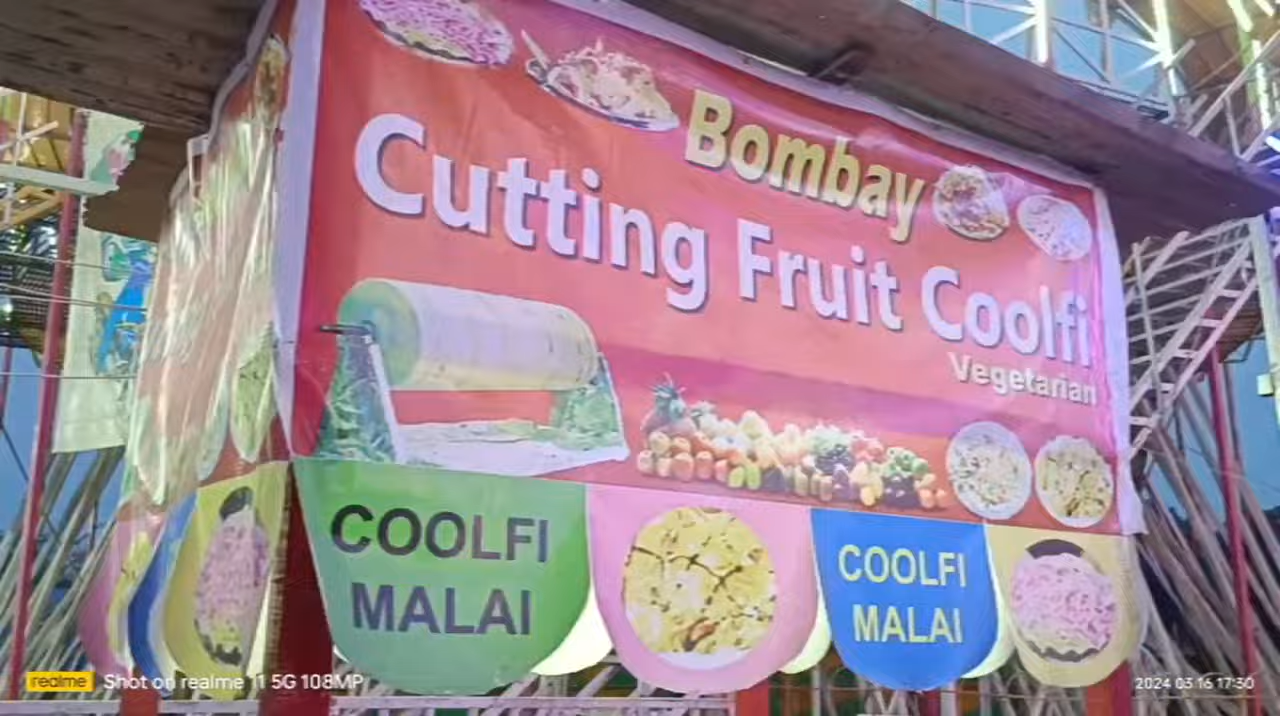 Bombay
Cutting Fruit Coolfi
Vegetarian
COOLFI
MALAI
COOLFI
MALAI
realme Shot on realme 11 5G 108MP
2024 03 16 17:30